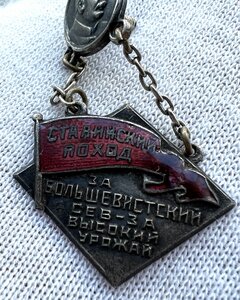 СТАЛИНСКИЙ
ПОХОД
ЗА
БОЛЬШЕВИСТСКИЙ
СЕВ-ЗА
ВЫСОКИЙ
УРОЖАЙ